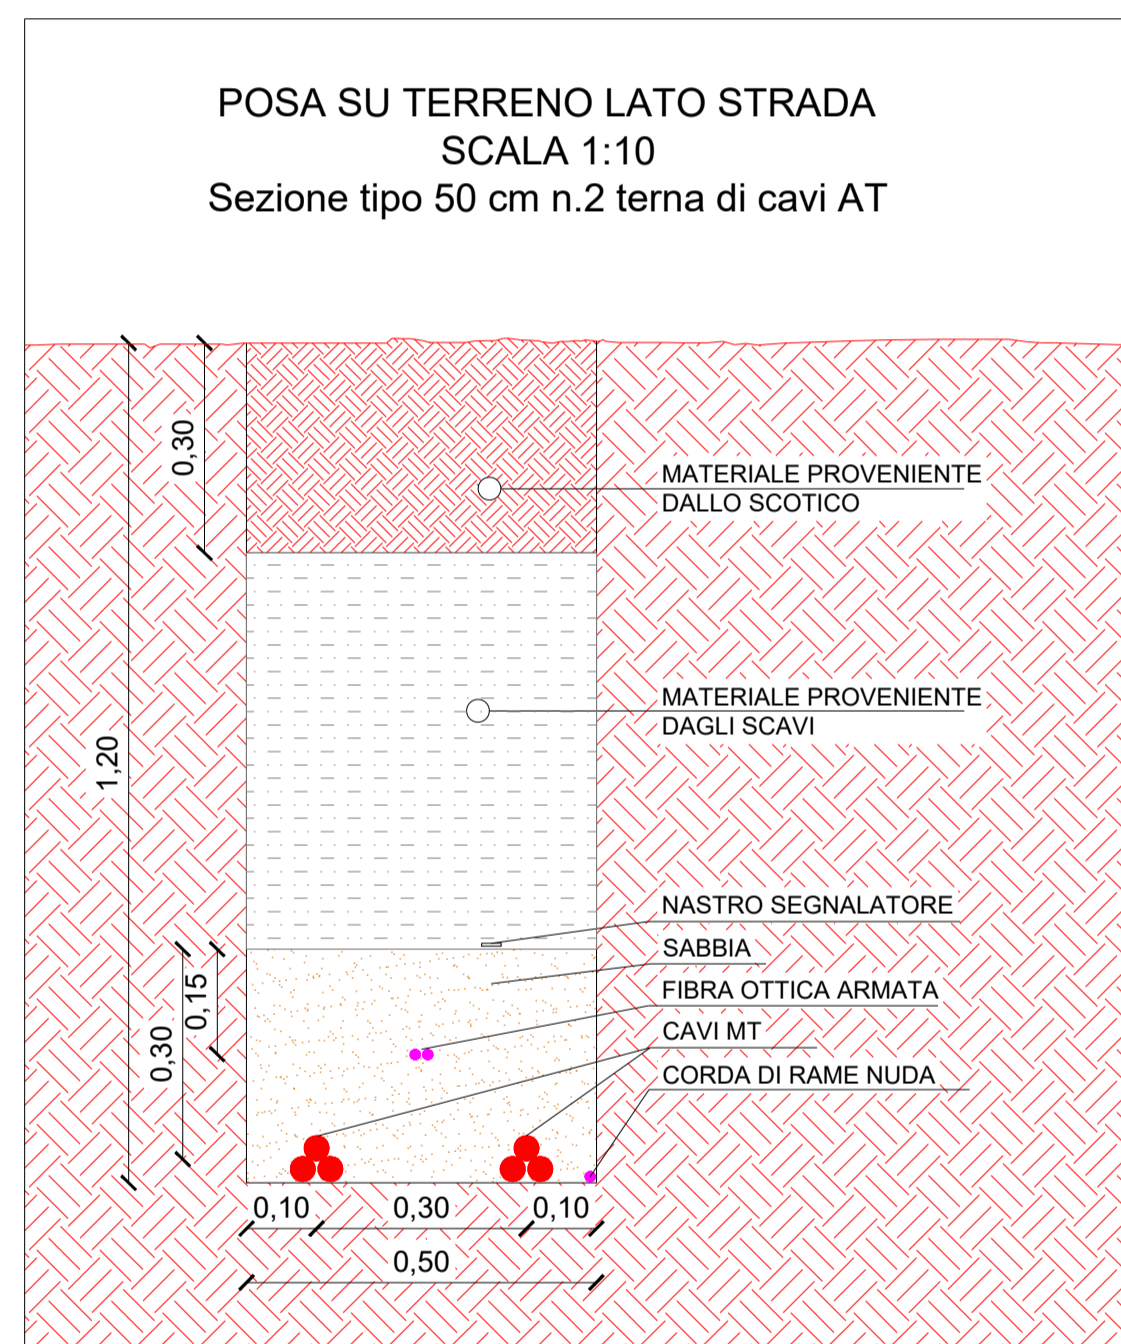 POSA SU TERRENO LATO STRADA
SCALA 1:10
Sezione tipo 50 cm n.2 terna di cavi AT
0,30
MATERIALE PROVENIENTE
DALLO SCOTICO
MATERIALE PROVENIENTE
DAGLI SCAVI
1,20
NASTRO SEGNALATORE
SABBIA
0,15
FIBRA OTTICA ARMATA
0,30
CAVI MT
CORDA DI RAME NUDA
0,10 0,30 0,10
0,50